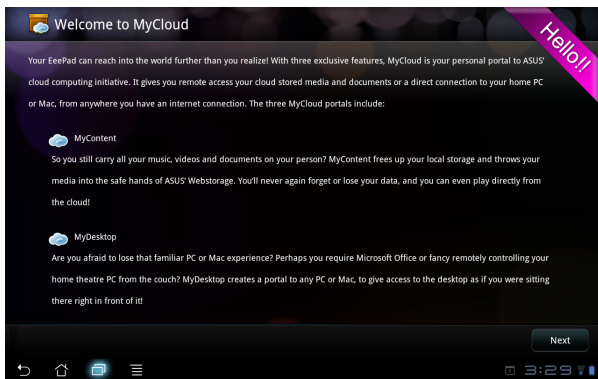 Welcome to MyCloud
Hello!!
Your EeePad can reach into the world further than you realize! With three exclusive features, MyCloud is your personal portal to ASUS'
cloud computing initiative. It gives you remote access your cloud stored media and documents or a direct connection to your home PC
or Mac, from anywhere you have an internet connection. The three MyCloud portals include:
MyContent
So you still carry all your music, videos and documents on your person? MyContent frees up your local storage and throws your
media into the safe hands of ASUS' Webstorage. You'll never again forget or lose your data, and you can even play directly from
the cloud!
MyDesktop
Are you afraid to lose that familiar PC or Mac experience? Perhaps you require Microsoft Office or fancy remotely controlling your
home theatre PC from the couch? MyDesktop creates a portal to any PC or Mac, to give access to the desktop as if you were sitting
there right in front of it!
Next
3:29